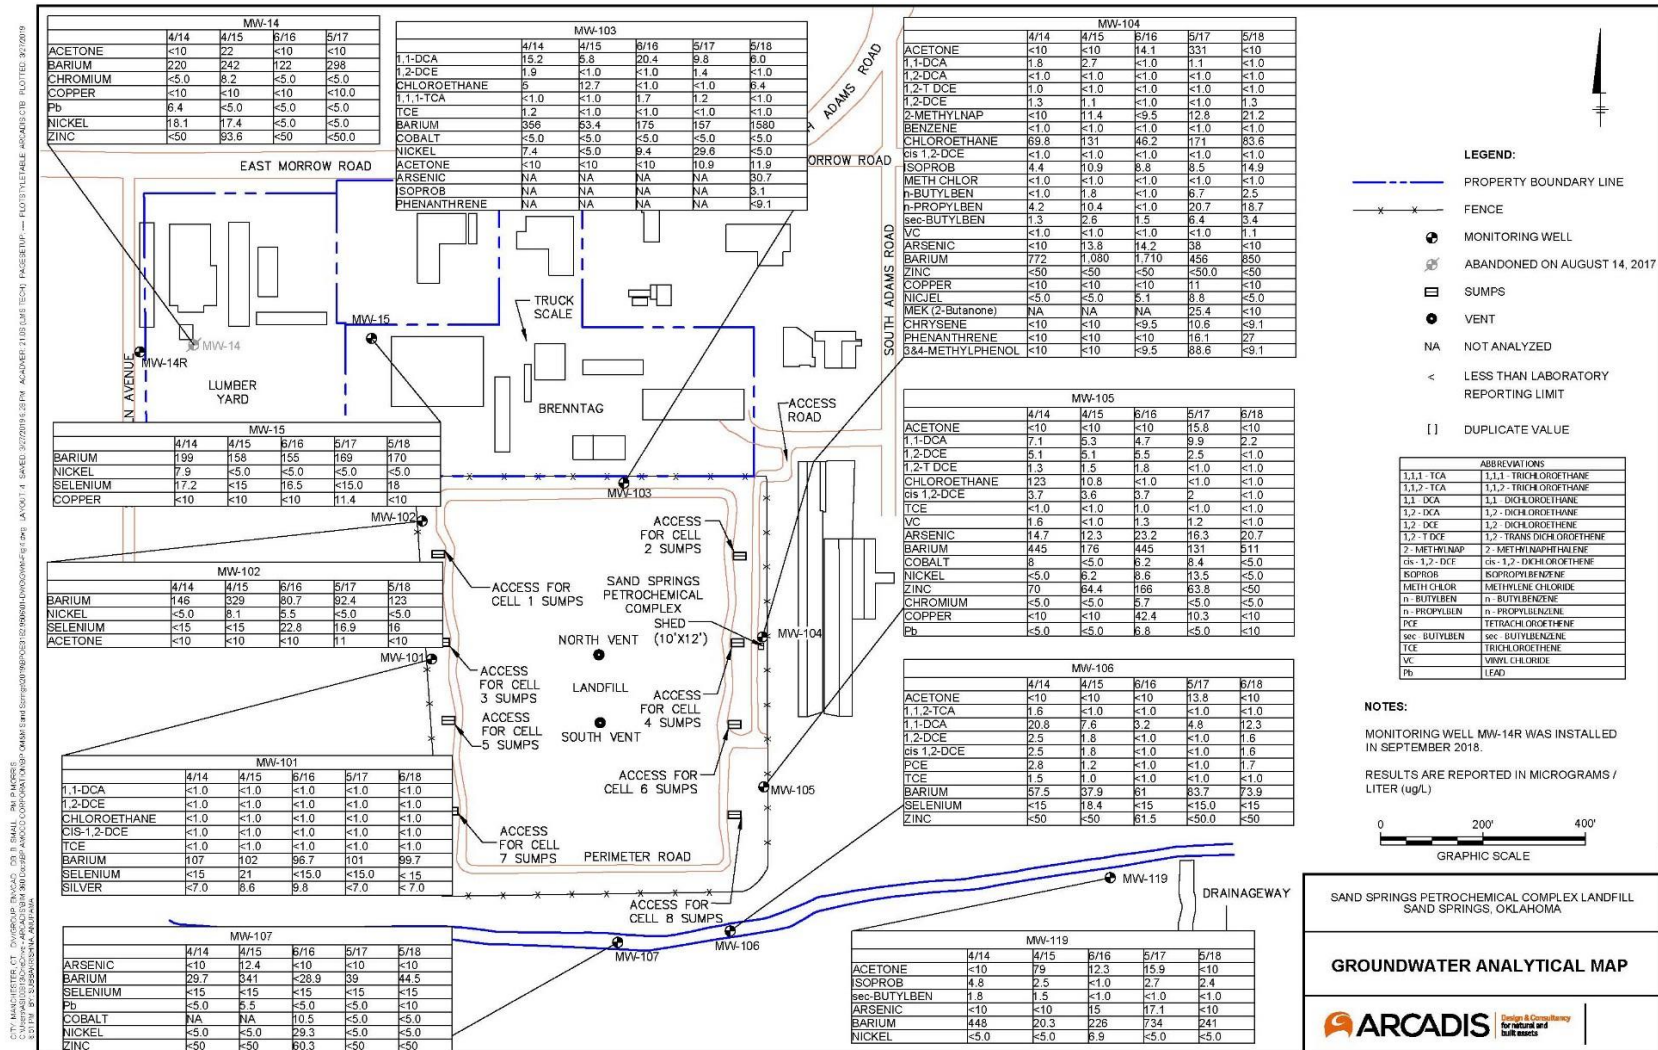 MW-14
4/14 4/15 6/16 5/17
ACETONE <10 22 <10 <10
BARIUM 220 242 122 298
CHROMIUM <5.0 8.2 <5.0 <5.0
COPPER <10 <10 <10 <10.0
Pb 6.4 <5.0 <5.0 <5.0
NICKEL 18.1 17.4 <5.0 <5.0
ZINC <50 93.6 <50 <50.0
MW-103
4/14 4/15 6/16 5/17 5/18
1,1-DCA 15.2 5.8 20.4 9.8 6.0
1,2-DCE 1.9 <1.0 <1.0 1.4 <1.0
CHLOROETHANE 5 12.7 <1.0 <1.0 6.4
1,1,1-TCA <1.0 <1.0 1.7 1.2 <1.0
TCE 1.2 <1.0 <1.0 <1.0 <1.0
BARIUM 356 53.4 175 157 1580
COBALT <5.0 <5.0 <5.0 <5.0 <5.0
NICKEL 7.4 <5.0 9.4 29.6 <5.0
ACETONE <10 <10 <10 10.9 11.9
ARSENIC NA NA NA NA 30.7
ISOPROB NA NA NA NA 3.1
PHENANTHRENE NA NA NA NA <9.1
MW-104
4/14 4/15 6/16 5/17 5/18
ACETONE <10 <10 14.1 331 <10
1,1-DCA 1.8 2.7 <1.0 1.1 <1.0
1,2-DCA <1.0 <1.0 <1.0 <1.0 <1.0
1,2-T DCE 1.0 <1.0 <1.0 <1.0 <1.0
1,2-DCE 1.3 1.1 <1.0 <1.0 1.3
2-METHYLNAP <10 11.4 <9.5 12.8 21.2
BENZENE <1.0 <1.0 <1.0 <1.0 <1.0
CHLOROETHANE 69.8 131 46.2 171 83.6
cis 1,2-DCE <1.0 <1.0 <1.0 <1.0 <1.0
ISOPROB 4.4 10.9 8.8 8.5 14.9
METH CHLOR <1.0 <1.0 <1.0 <1.0 <1.0
n-BUTYLBEN <1.0 1.8 <1.0 6.7 2.5
n-PROPYLBEN 4.2 10.4 <1.0 20.7 18.7
sec-BUTYLBEN 1.3 2.6 1.5 6.4 3.4
VC <1.0 <1.0 <1.0 <1.0 1.1
ARSENIC <10 13.8 14.2 38 <10
BARIUM 772 1,080 1,710 456 850
ZINC <50 <50 <50 <50.0 <50
COPPER <10 <10 <10 11 <10
NICJEL <5.0 <5.0 5.1 8.8 <5.0
MEK (2-Butanone) NA NA NA 25.4 <10
CHRYSENE <10 <10 <9.5 10.6 <9.1
PHENANTHRENE <10 <10 <10 16.1 27
3&4-METHYLPHENOL <10 <10 <9.5 88.6 <9.1
EAST MORROW ROAD
ADAMS ROAD
ORROW ROAD
SOUTH ADAMS ROAD
N AVENUE
MW-14
MW-14R
MW-15
LUMBER
YARD
TRUCK
SCALE
BRENNTAG
ACCESS
ROAD
MW-15
4/14 4/15 6/16 5/17 5/18
BARIUM 199 158 155 169 170
NICKEL 7.9 <5.0 <5.0 <5.0 <5.0
SELENIUM 17.2 <15 16.5 <15.0 18
COPPER <10 <10 <10 11.4 <10
MW-103
MW-102
ACCESS
FOR CELL
2 SUMPS
ACCESS FOR
CELL 1 SUMPS
SAND SPRINGS
PETROCHEMICAL
COMPLEX
SHED
(10'X12')
MW-104
NORTH VENT
MW-101
ACCESS
FOR CELL
3 SUMPS
LANDFILL
ACCESS
FOR CELL
4 SUMPS
ACCESS
FOR CELL
5 SUMPS
SOUTH VENT
ACCESS FOR
CELL 6 SUMPS
MW-105
ACCESS
FOR CELL
7 SUMPS
PERIMETER ROAD
ACCESS FOR
CELL 8 SUMPS
MW-107
MW-106
MW-119
DRAINAGEWAY
MW-102
4/14 4/15 6/16 5/17 5/18
BARIUM 146 329 80.7 92.4 123
NICKEL <5.0 8.1 5.5 <5.0 <5.0
SELENIUM <15 <15 22.8 16.9 16
ACETONE <10 <10 <10 11 <10
MW-101
4/14 4/15 6/16 5/17 6/18
1,1-DCA <1.0 <1.0 <1.0 <1.0 <1.0
1,2-DCE <1.0 <1.0 <1.0 <1.0 <1.0
CHLOROETHANE <1.0 <1.0 <1.0 <1.0 <1.0
CIS-1,2-DCE <1.0 <1.0 <1.0 <1.0 <1.0
TCE <1.0 <1.0 <1.0 <1.0 <1.0
BARIUM 107 102 96.7 101 99.7
SELENIUM <15 21 <15.0 <15.0 < 15
SILVER <7.0 8.6 9.8 <7.0 < 7.0
MW-107
4/14 4/15 6/16 5/17 5/18
ARSENIC <10 12.4 <10 <10 <10
BARIUM 29.7 341 <28.9 39 44.5
SELENIUM <15 <15 <15 <15 <15
Pb <5.0 5.5 <5.0 <5.0 <10
COBALT NA NA 10.5 <5.0 <5.0
NICKEL <5.0 <5.0 29.3 <5.0 <5.0
ZINC <50 <50 60.3 <50 <50
MW-105
4/14 4/15 6/16 5/17 6/18
ACETONE <10 <10 <10 15.8 <10
1,1-DCA 7.1 5.3 4.7 9.9 2.2
1,2-DCE 5.1 5.1 5.5 2.5 <1.0
1,2-T DCE 1.3 1.5 1.8 <1.0 <1.0
CHLOROETHANE 123 10.8 <1.0 <1.0 <1.0
cis 1,2-DCE 3.7 3.6 3.7 2 <1.0
TCE <1.0 <1.0 1.0 <1.0 <1.0
VC 1.6 <1.0 1.3 1.2 <1.0
ARSENIC 14.7 12.3 23.2 16.3 20.7
BARIUM 445 176 445 131 511
COBALT 8 <5.0 6.2 8.4 <5.0
NICKEL <5.0 6.2 8.6 13.5 <5.0
ZINC 70 64.4 166 63.8 <50
CHROMIUM <5.0 <5.0 5.7 <5.0 <5.0
COPPER <10 <10 42.4 10.3 <10
Pb <5.0 <5.0 6.8 <5.0 <10
MW-106
4/14 4/15 6/16 5/17 6/18
ACETONE <10 <10 <10 13.8 <10
1,1,2-TCA 1.6 <1.0 <1.0 <1.0 <1.0
1,1-DCA 20.8 7.6 3.2 4.8 12.3
1,2-DCE 2.5 1.8 <1.0 <1.0 1.6
cis 1,2-DCE 2.5 1.8 <1.0 <1.0 1.6
PCE 2.8 1.2 <1.0 <1.0 1.7
TCE 1.5 1.0 <1.0 <1.0 <1.0
BARIUM 57.5 37.9 61 83.7 73.9
SELENIUM <15 18.4 <15 <15.0 <15
ZINC <50 <50 61.5 <50.0 <50
MW-119
4/14 4/15 6/16 5/17 5/18
ACETONE <10 79 12.3 15.9 <10
ISOPROB 4.8 2.5 <1.0 2.7 2.4
sec-BUTYLBEN 1.8 1.5 <1.0 <1.0 <1.0
ARSENIC <10 <10 15 17.1 <10
BARIUM 448 20.3 226 734 241
NICKEL <5.0 <5.0 6.9 <5.0 <5.0
LEGEND:
PROPERTY BOUNDARY LINE
FENCE
MONITORING WELL
ABANDONED ON AUGUST 14, 2017
SUMPS
VENT
NA NOT ANALYZED
< LESS THAN LABORATORY
REPORTING LIMIT
[ ] DUPLICATE VALUE
ABBREVIATIONS
1,1,1 - TCA 1,1,1 - TRICHLOROETHANE
1,1,2 - TCA 1,1,2 - TRICHLOROETHANE
1,1 - DCA 1,1 - DICHLOROETHANE
1,2 - DCA 1,2 - DICHLOROETHANE
1,2 - DCE 1,2 - DICHLOROETHENE
1,2 - T DCE 1,2 - TRANS DICHLOROETHENE
2 - METHYLNAP 2 - METHYLNAPHTHALENE
cis - 1,2 - DCE cis - 1,2 - DICHLOROETHENE
ISOPROB ISOPROPYLBENZENE
METH CHLOR METHYLENE CHLORIDE
n - BUTYLBEN n - BUTYLBENZENE
n - PROPYLBEN n - PROPYLBENZENE
PCE TETRACHLOROETHENE
sec - BUTYLBEN sec - BUTYLBENZENE
TCE TRICHLOROETHENE
VC VINYL CHLORIDE
Pb LEAD
NOTES:
MONITORING WELL MW-14R WAS INSTALLED
IN SEPTEMBER 2018.
RESULTS ARE REPORTED IN MICROGRAMS /
LITER (ug/L)
0 200' 400'
GRAPHIC SCALE
SAND SPRINGS PETROCHEMICAL COMPLEX LANDFILL
SAND SPRINGS, OKLAHOMA
GROUNDWATER ANALYTICAL MAP
ARCADIS
Design & Consultancy
for natural and
built assets